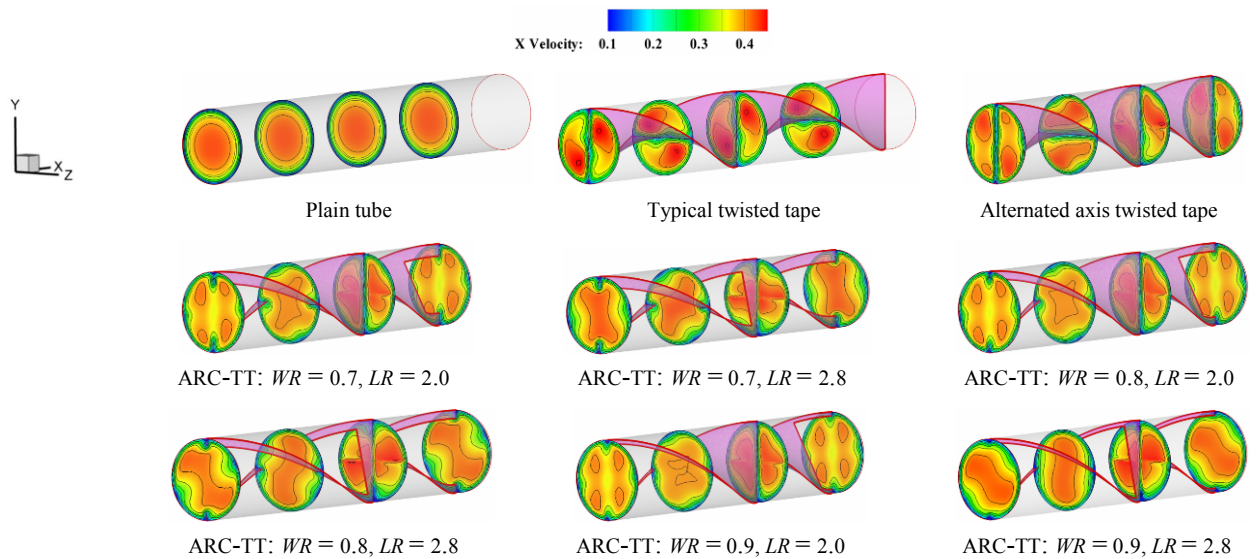 X Velocity: 0.1 0.2 0.3 0.4
Y
X
Z
Plain tube
Typical twisted tape
Alternated axis twisted tape
ARC-TT: WR = 0.7, LR = 2.0
ARC-TT: WR = 0.7, LR = 2.8
ARC-TT: WR = 0.8, LR = 2.0
ARC-TT: WR = 0.8, LR = 2.8
ARC-TT: WR = 0.9, LR = 2.0
ARC-TT: WR = 0.9, LR = 2.8